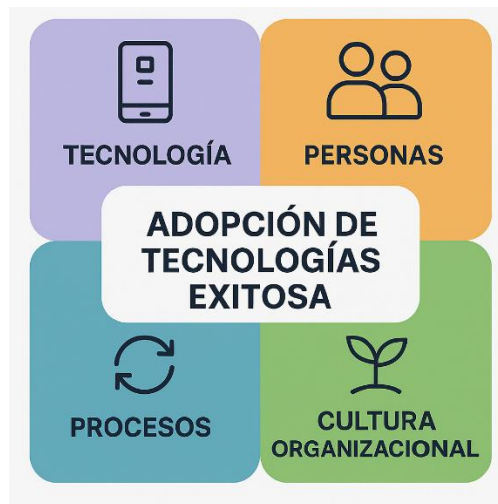 TECNOLOGÍA
PERSONAS
ADOPCIÓN DE
TECNOLOGÍAS
EXITOSA
PROCESOS
CULTURA
ORGANIZACIONAL